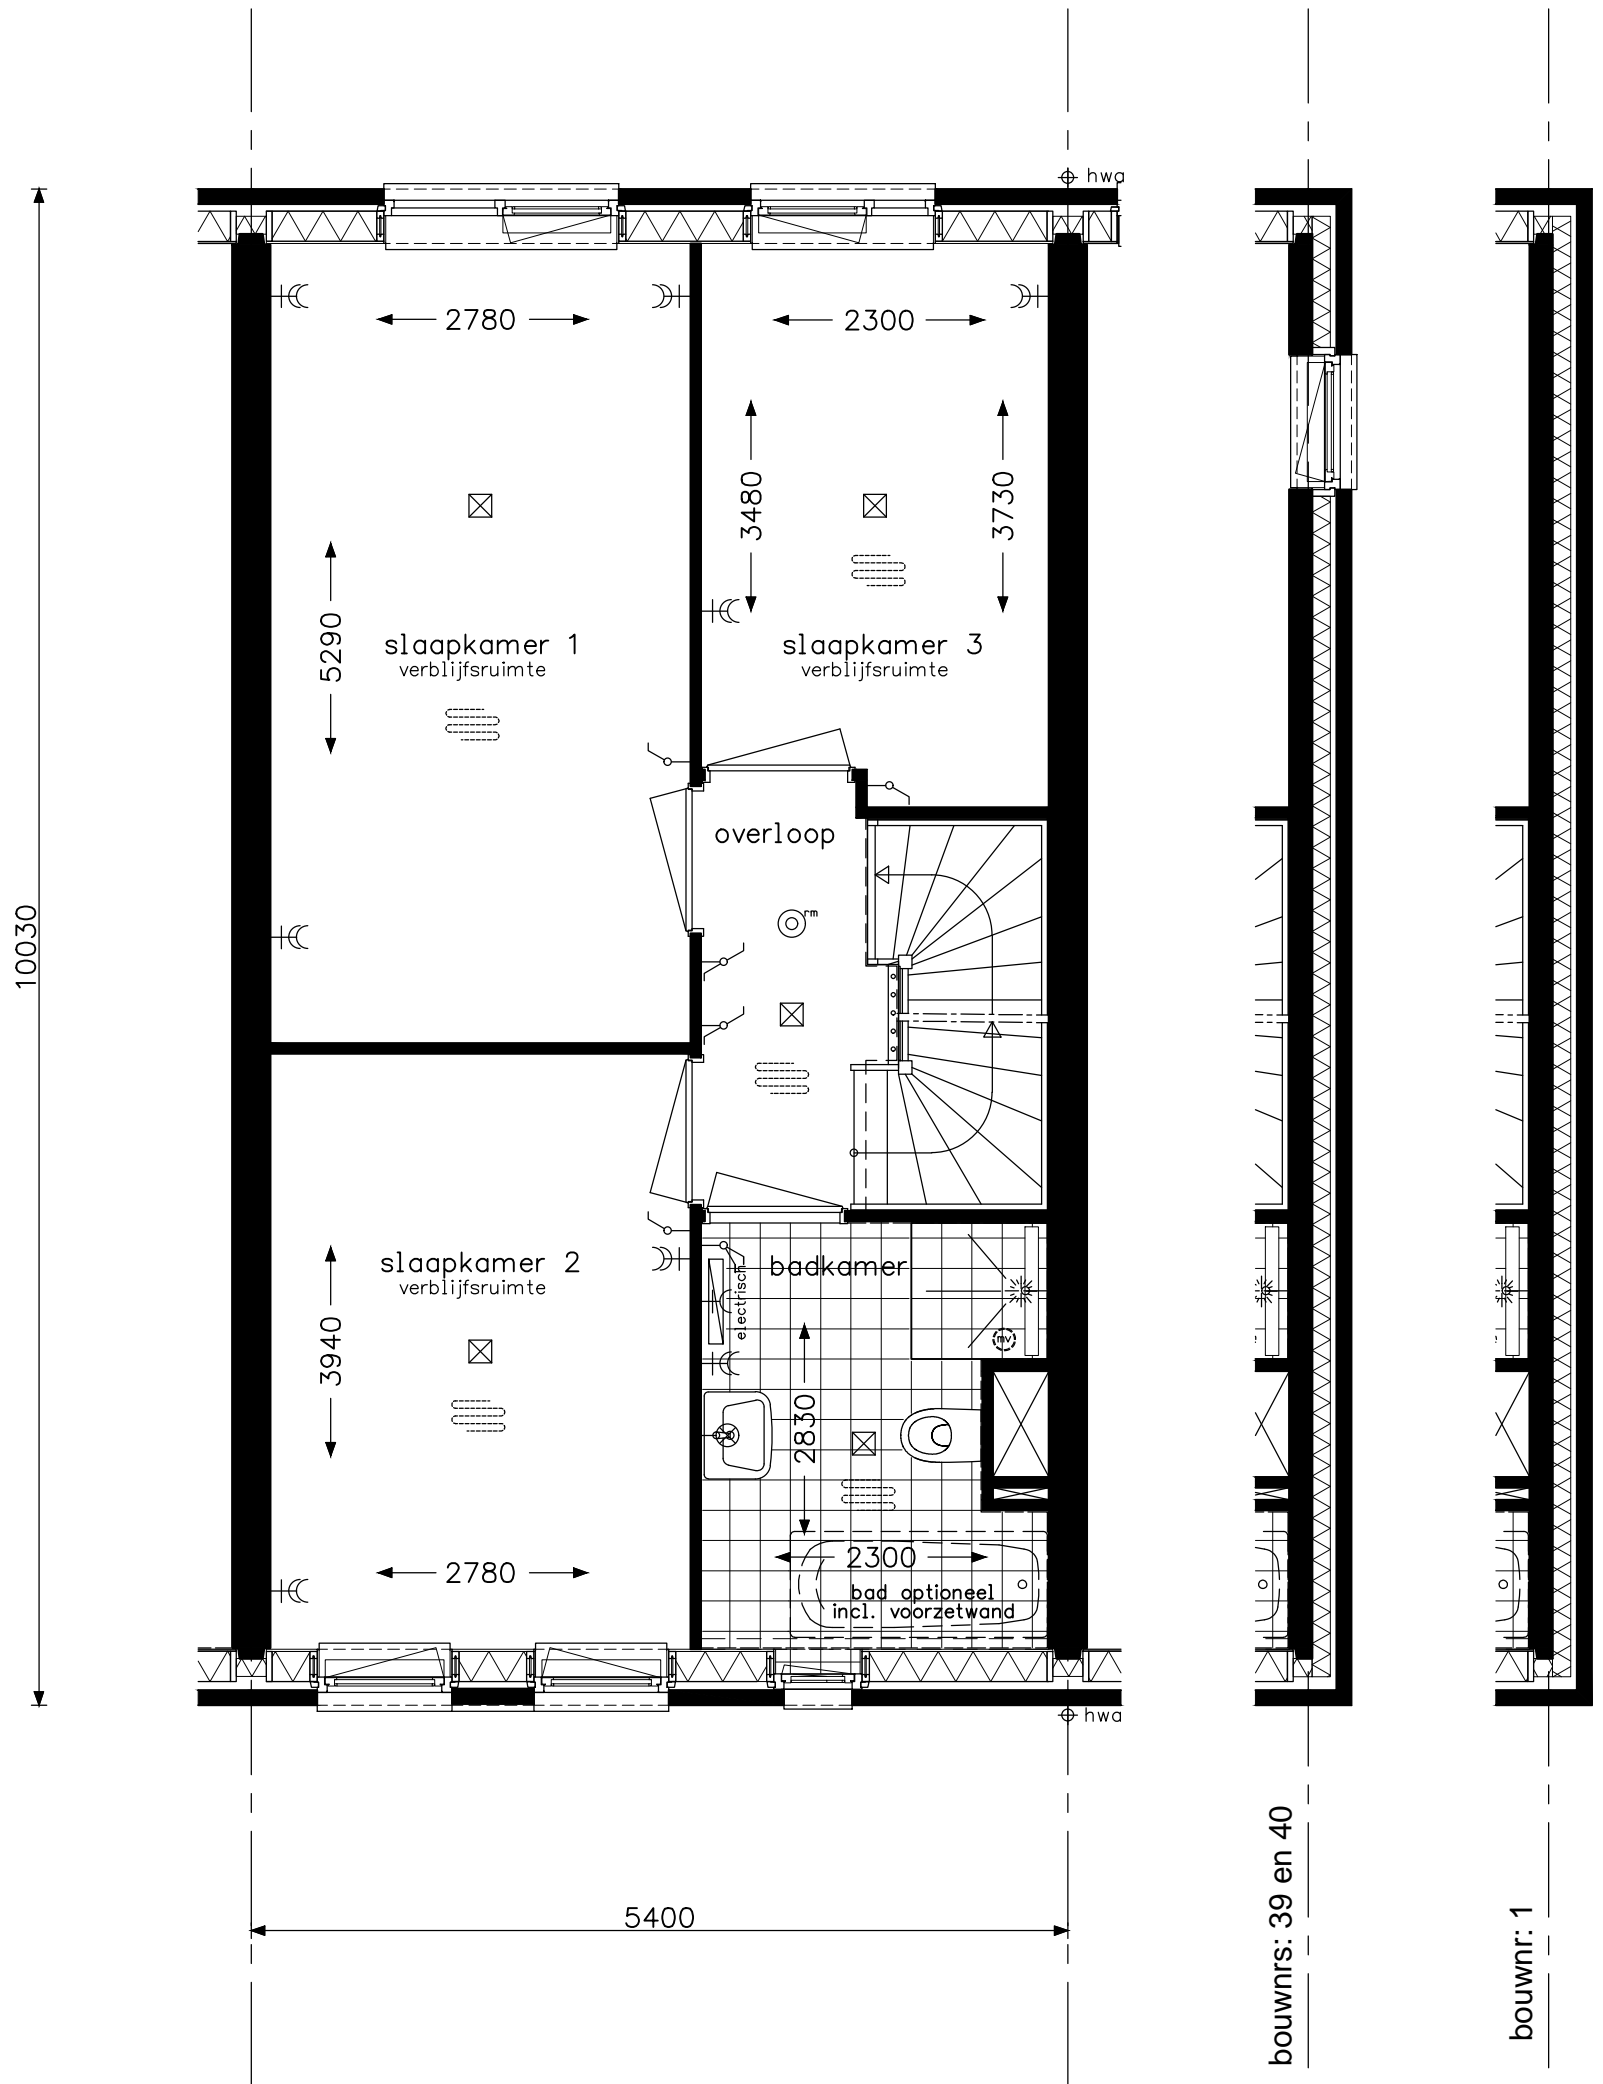 hwa
2780
2300
3480
3730
5290
slaapkamer 1
verblijfsruimte
slaapkamer 3
verblijfsruimte
overloop
rm
10030
slaapkamer 2
verblijfsruimte
3940
2780
badkamer
electrisch
mv
2830
2300
bad optioneel
incl. voorzetwand
hwa
5400
bouwnrs: 39 en 40
bouwnr: 1